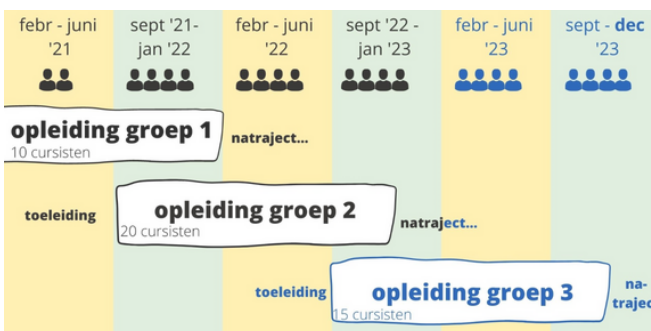 febr - juni
'21
sept '21-
jan '22
febr - juni
'22
sept '22 -
jan '23
febr - juni
'23
sept - dec
'23
opleiding groep 1
10 cursisten
natraject...
toeleiding
opleiding groep 2
20 cursisten
natraject...
toeleiding
opleiding groep 3
15 cursisten
na-
trajec